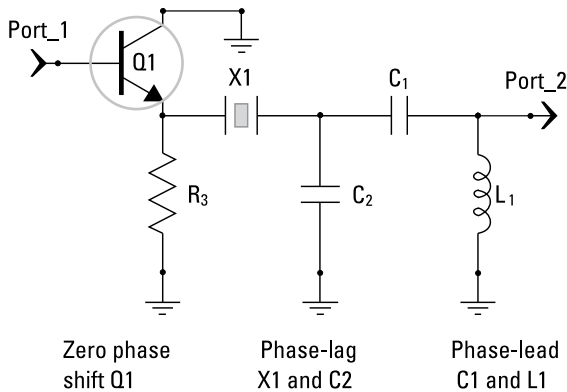 Port_1
Q1
X1
C1
Port_2
R3
C2
L1
Zero phase
shift Q1
Phase-lag
X1 and C2
Phase-lead
C1 and L1